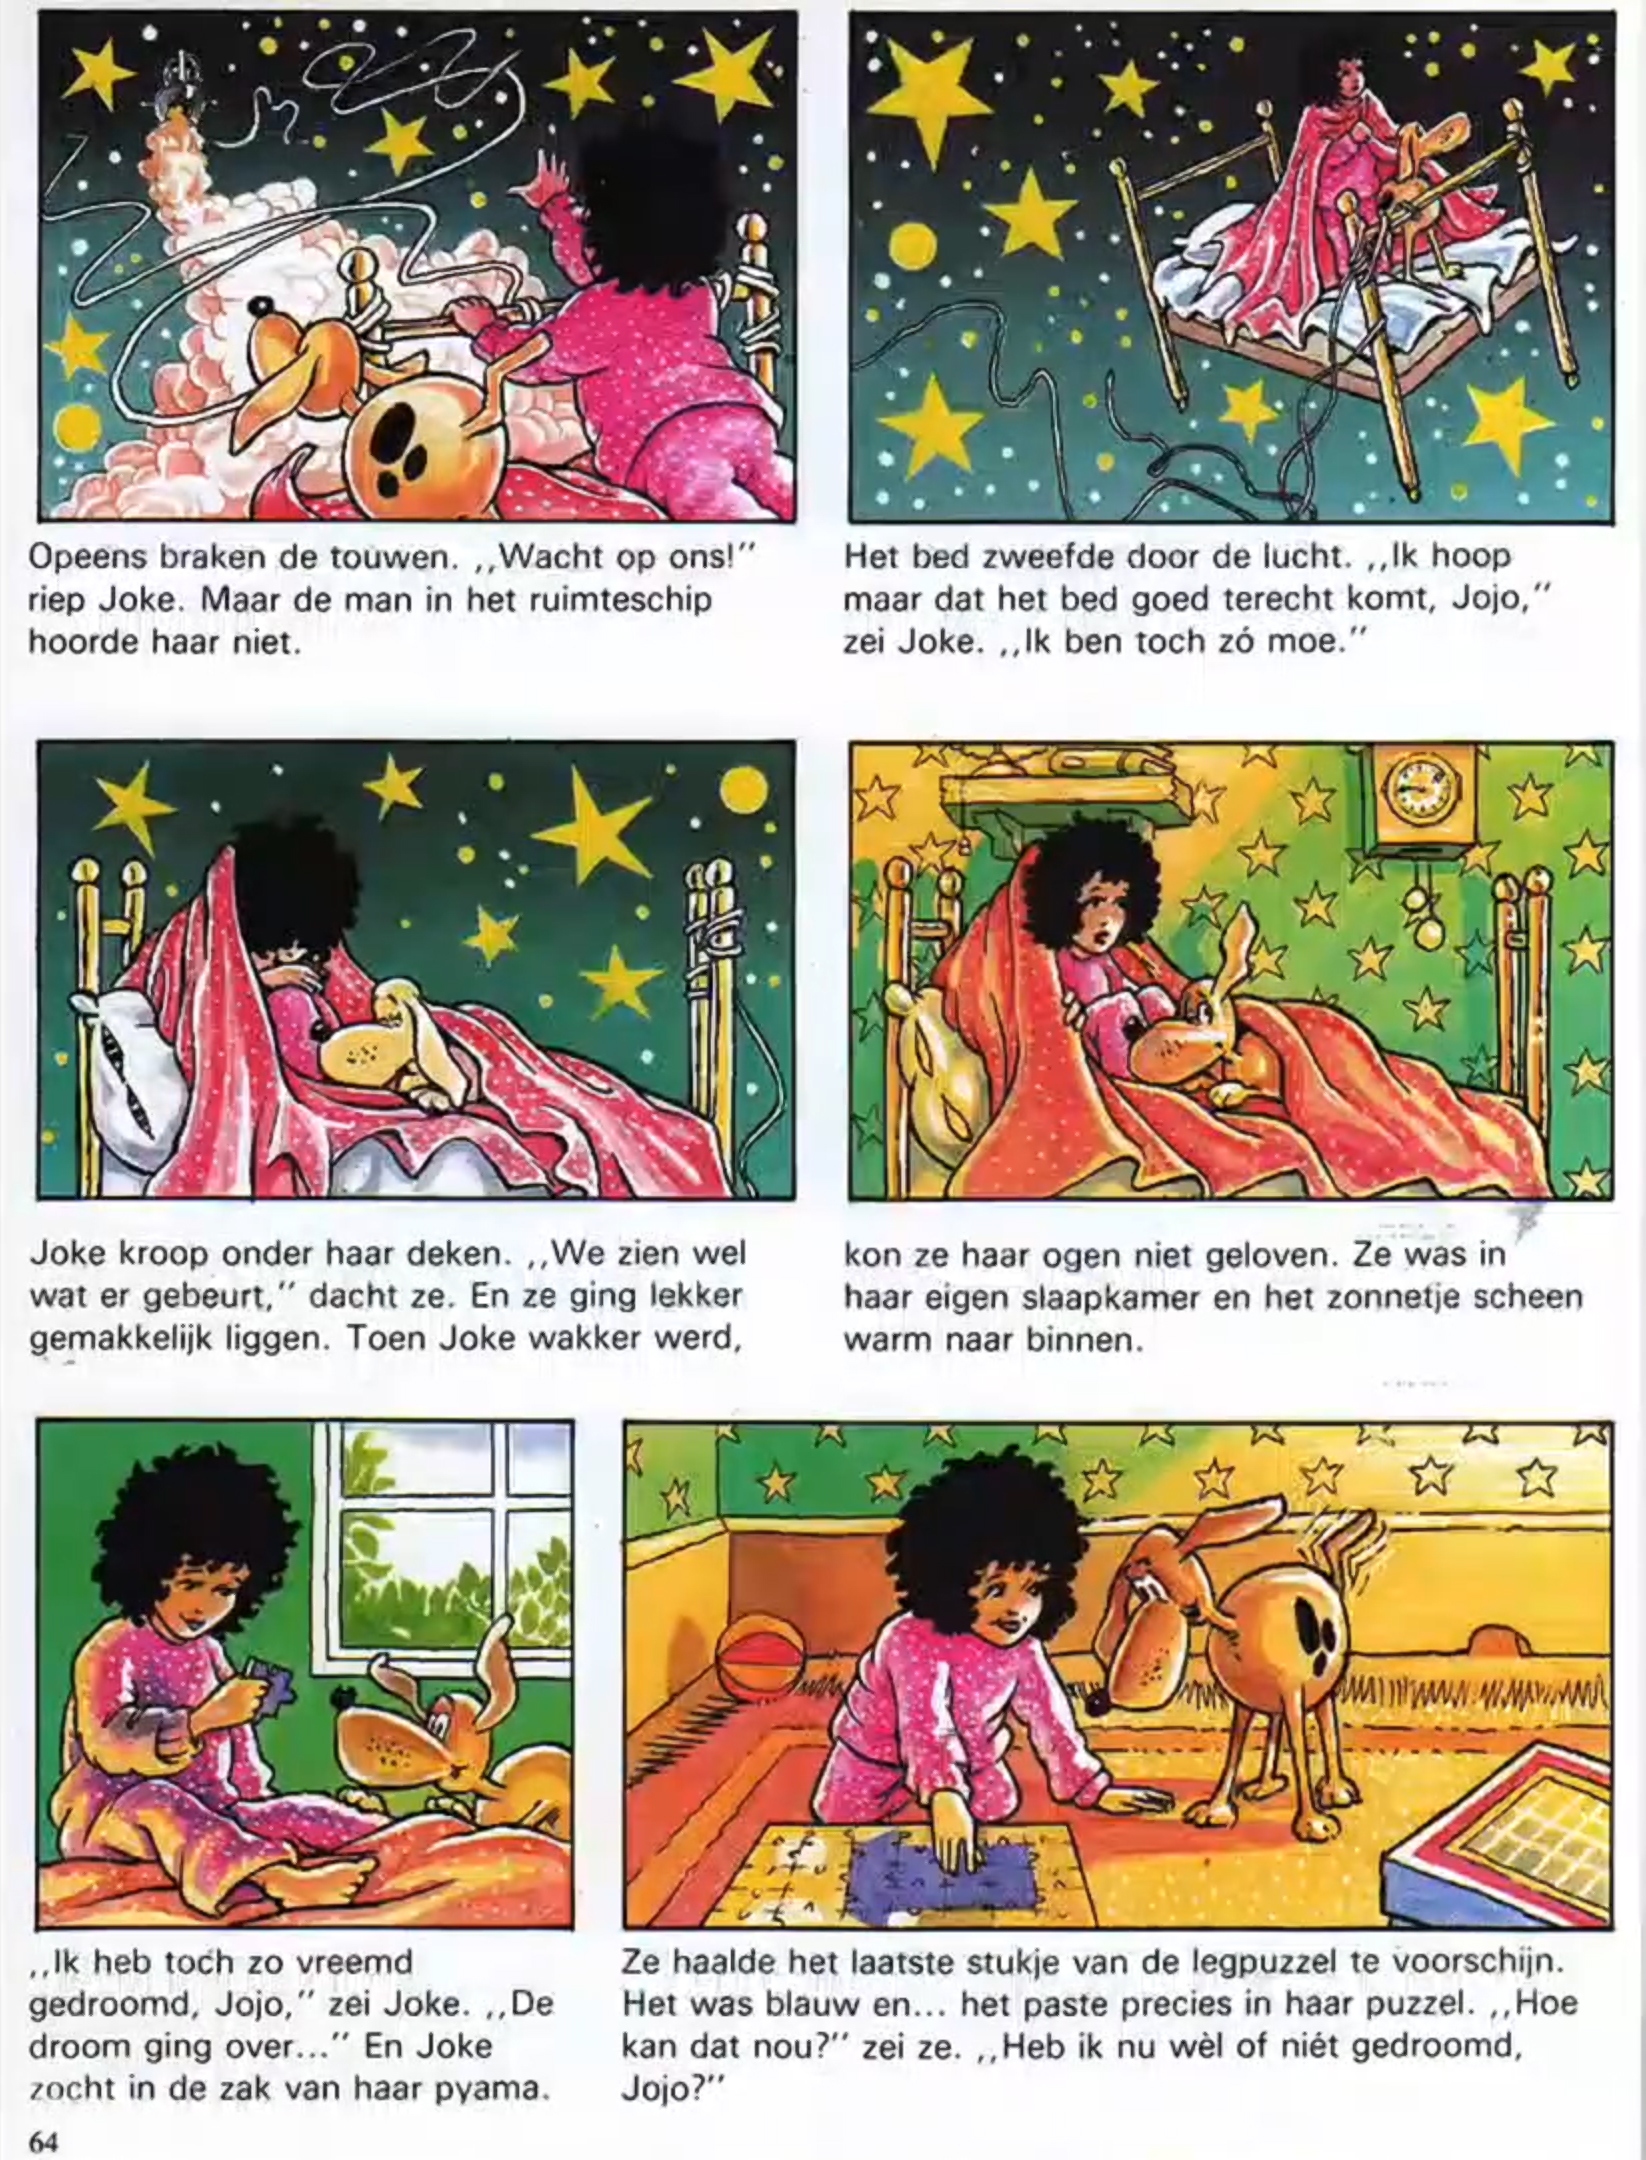 Opeens braken de touwen. ,,Wacht op ons!''
riep Joke. Maar de man in het ruimteschip
hoorde haar niet.
Het bed zweefde door de lucht. ,,Ik hoop
maar dat het bed goed terecht komt, Jojo,''
zei Joke. ,,Ik ben toch zó moe.''
Joke kroop onder haar deken. ,,We zien wel
wat er gebeurt,'' dacht ze. En ze ging lekker
gemakkelijk liggen. Toen Joke wakker werd,
kon ze haar ogen niet geloven. Ze was in
haar eigen slaapkamer en het zonnetje scheen
warm naar binnen.
,,Ik heb toch zo vreemd
gedroomd, Jojo,'' zei Joke. ,,De
droom ging over...'' En Joke
zocht in de zak van haar pyama.
Ze haalde het laatste stukje van de legpuzzel te voorschijn.
Het was blauw en... het paste precies in haar puzzel. ,,Hoe
kan dat nou?'' zei ze. ,,Heb ik nu wèl of niét gedroomd,
Jojo?''
64